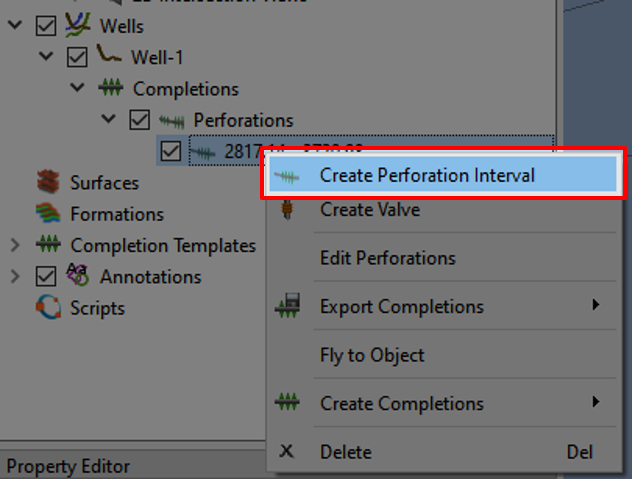 Wells
Well-1
Completions
Perforations
2817.14
Create Perforation Interval
Surfaces
Formations
Create Valve
Completion Templates
Edit Perforations
Annotations
Scripts
Export Completions
Fly to Object
Create Completions
Delete Del
Property Editor